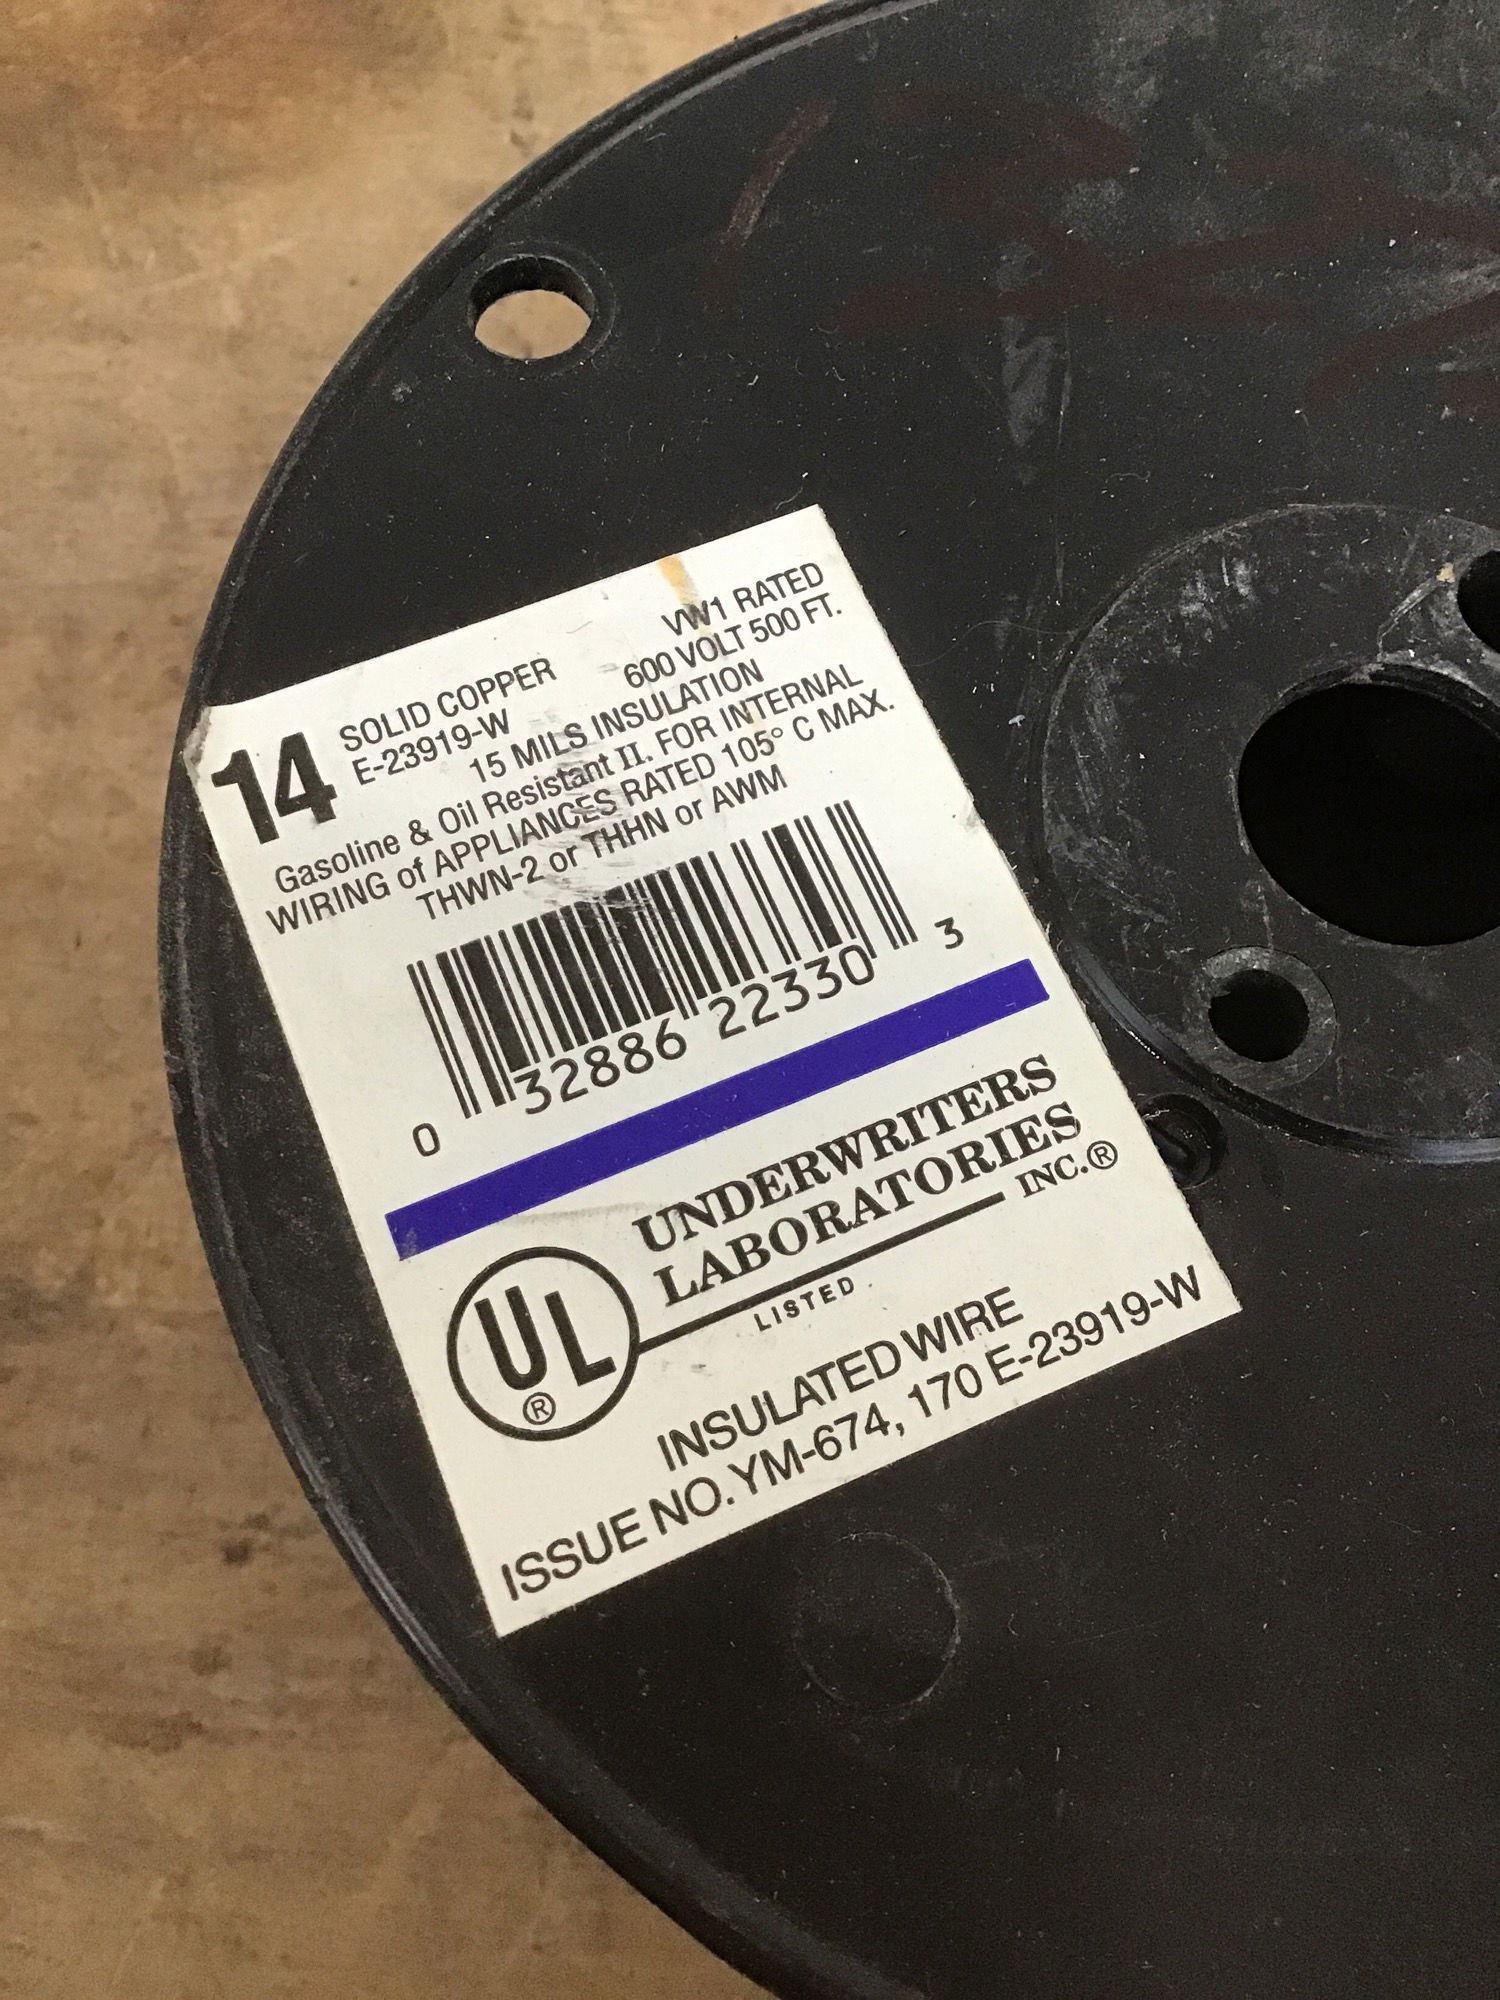 14 SOLID COPPER VW1 RATED
E-23919-W 600 VOLT 500 FT.
15 MILS INSULATION
Gasoline & Oil Resistant II. FOR INTERNAL
WIRING of APPLIANCES RATED 105° C MAX.
THWN-2 or THHN or AWM
0 32886 22330 3
UNDERWRITERS
LABORATORIES
INC.®
UL®
LISTED
INSULATED WIRE
ISSUE NO. YM-674, 170 E-23919-W